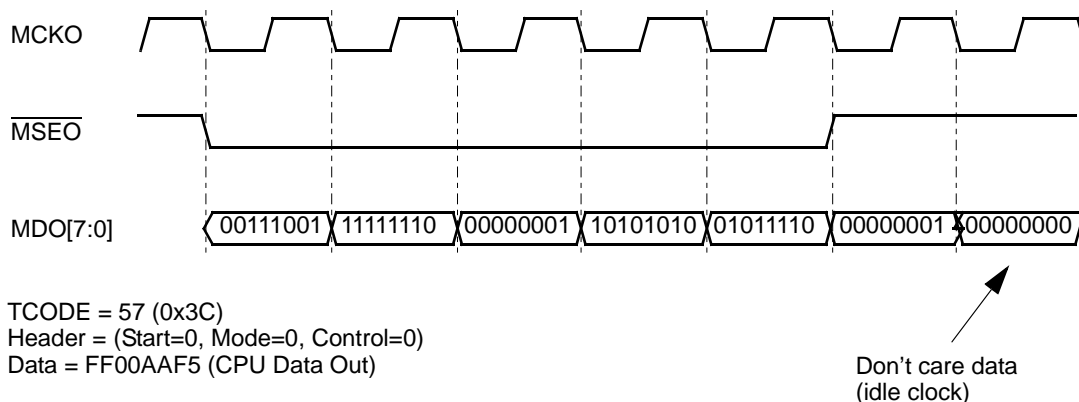 MCKO
MSEO
MDO[7:0]
00111001 11111110 00000001 10101010 01011110 00000001 00000000
TCODE = 57 (0x3C)
Header = (Start=0, Mode=0, Control=0)
Data = FF00AAF5 (CPU Data Out)
Don't care data
(idle clock)